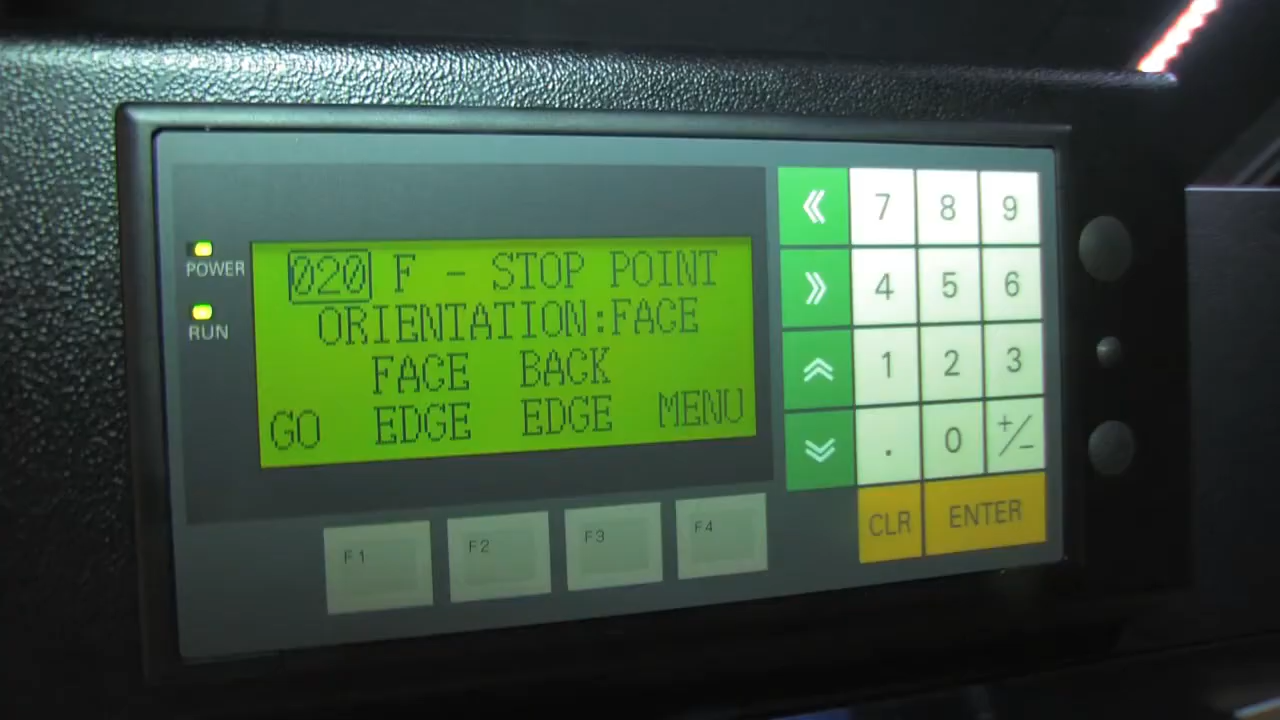 POWER
RUN
020 F - STOP POINT
ORIENTATION:FACE
FACE BACK
GO EDGE EDGE MENU
F1 F2 F3 F4
7 8 9
4 5 6
1 2 3
. 0 +/-
CLR ENTER